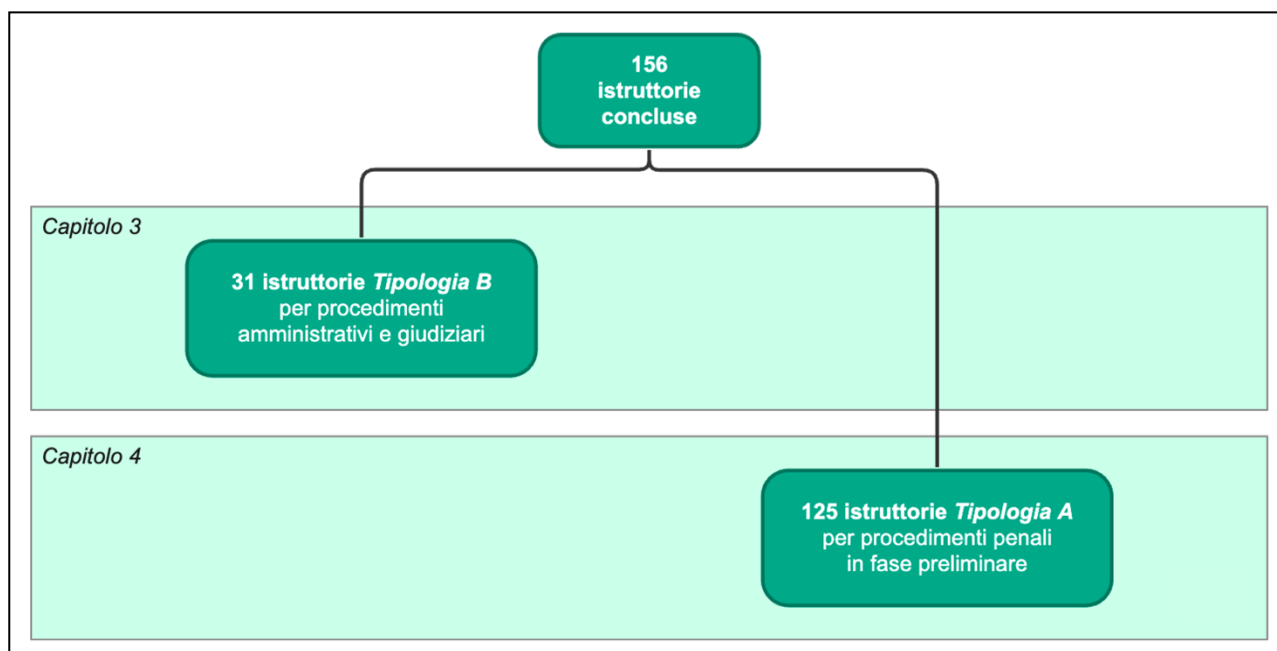 156
istruttorie
concluse
Capitolo 3
31 istruttorie Tipologia B
per procedimenti
amministrativi e giudiziari
Capitolo 4
125 istruttorie Tipologia A
per procedimenti penali
in fase preliminare